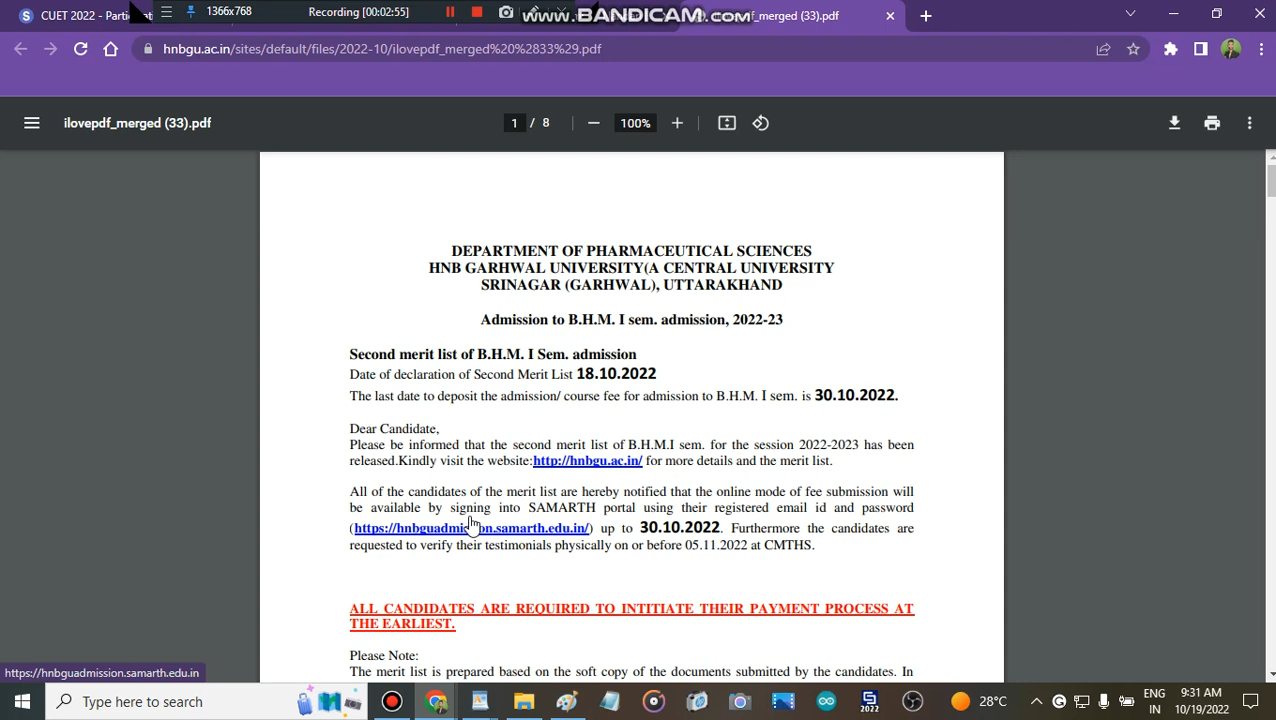 CUET 2022 - Partici
1366x768
Recording [00:02:55]
www.BANDICAM.com
_merged (33).pdf
hnbgu.ac.in/sites/default/files/2022-10/ilovepdf_merged%20%2833%29.pdf
ilovepdf_merged (33).pdf
1 / 8
100%
DEPARTMENT OF PHARMACEUTICAL SCIENCES
HNB GARHWAL UNIVERSITY(A CENTRAL UNIVERSITY
SRINAGAR (GARHWAL), UTTARAKHAND
Admission to B.H.M. I sem. admission, 2022-23
Second merit list of B.H.M. I Sem. admission
Date of declaration of Second Merit List 18.10.2022
The last date to deposit the admission/ course fee for admission to B.H.M. I sem. is 30.10.2022.
Dear Candidate,
Please be informed that the second merit list of B.H.M.I sem. for the session 2022-2023 has been
released.Kindly visit the website:http://hnbgu.ac.in/ for more details and the merit list.
All of the candidates of the merit list are hereby notified that the online mode of fee submission will
be available by signing into SAMARTH portal using their registered email id and password
(https://hnbguadmission.samarth.edu.in/) up to 30.10.2022. Furthermore the candidates are
requested to verify their testimonials physically on or before 05.11.2022 at CMTHS.
ALL CANDIDATES ARE REQUIRED TO INTITIATE THEIR PAYMENT PROCESS AT
THE EARLIEST.
Please Note:
The merit list is prepared based on the soft copy of the documents submitted by the candidates. In
https://hnbguadmission.samarth.edu.in
Type here to search
2022
28°C
ENG
IN
9:31 AM
10/19/2022